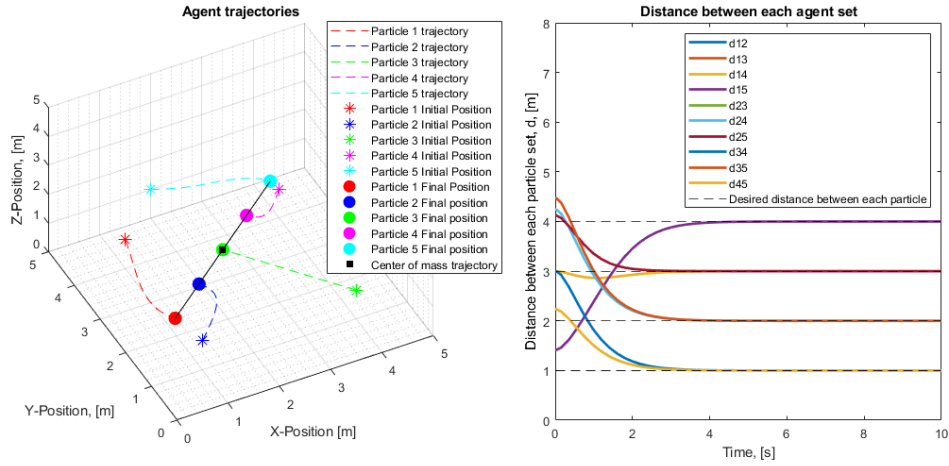 Agent trajectories
Particle 1 trajectory
Particle 2 trajectory
Particle 3 trajectory
Particle 4 trajectory
Particle 5 trajectory
Particle 1 Initial Position
Particle 2 Initial Position
Particle 3 Initial Position
Particle 4 Initial Position
Particle 5 Initial Position
Particle 1 Final Position
Particle 2 Final position
Particle 3 Final position
Particle 4 Final position
Particle 5 Final position
Center of mass trajectory
Z-Position, [m]
5
4
3
2
1
0
Y-Position, [m]
5
4
3
2
1
0
X-Position [m]
0
1
2
3
4
5
Distance between each agent set
d12
d13
d14
d15
d23
d24
d25
d34
d35
d45
Desired distance between each particle
Distance between each particle set, d, [m]
8
7
6
5
4
3
2
1
0
0
2
4
6
8
10
Time, [s]